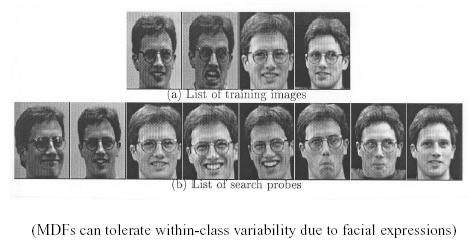 (a) List of training images
(b) List of search probes
(MDFs can tolerate within-class variability due to facial expressions)